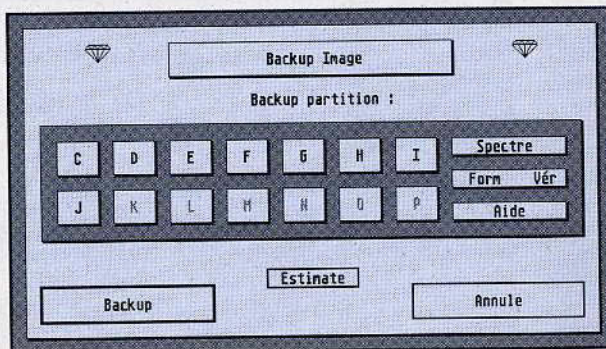 Backup Image
Backup partition :
C D E F G H I Spectre
Form Vér
J K L M N O P Aide
Estimate
Backup Annule